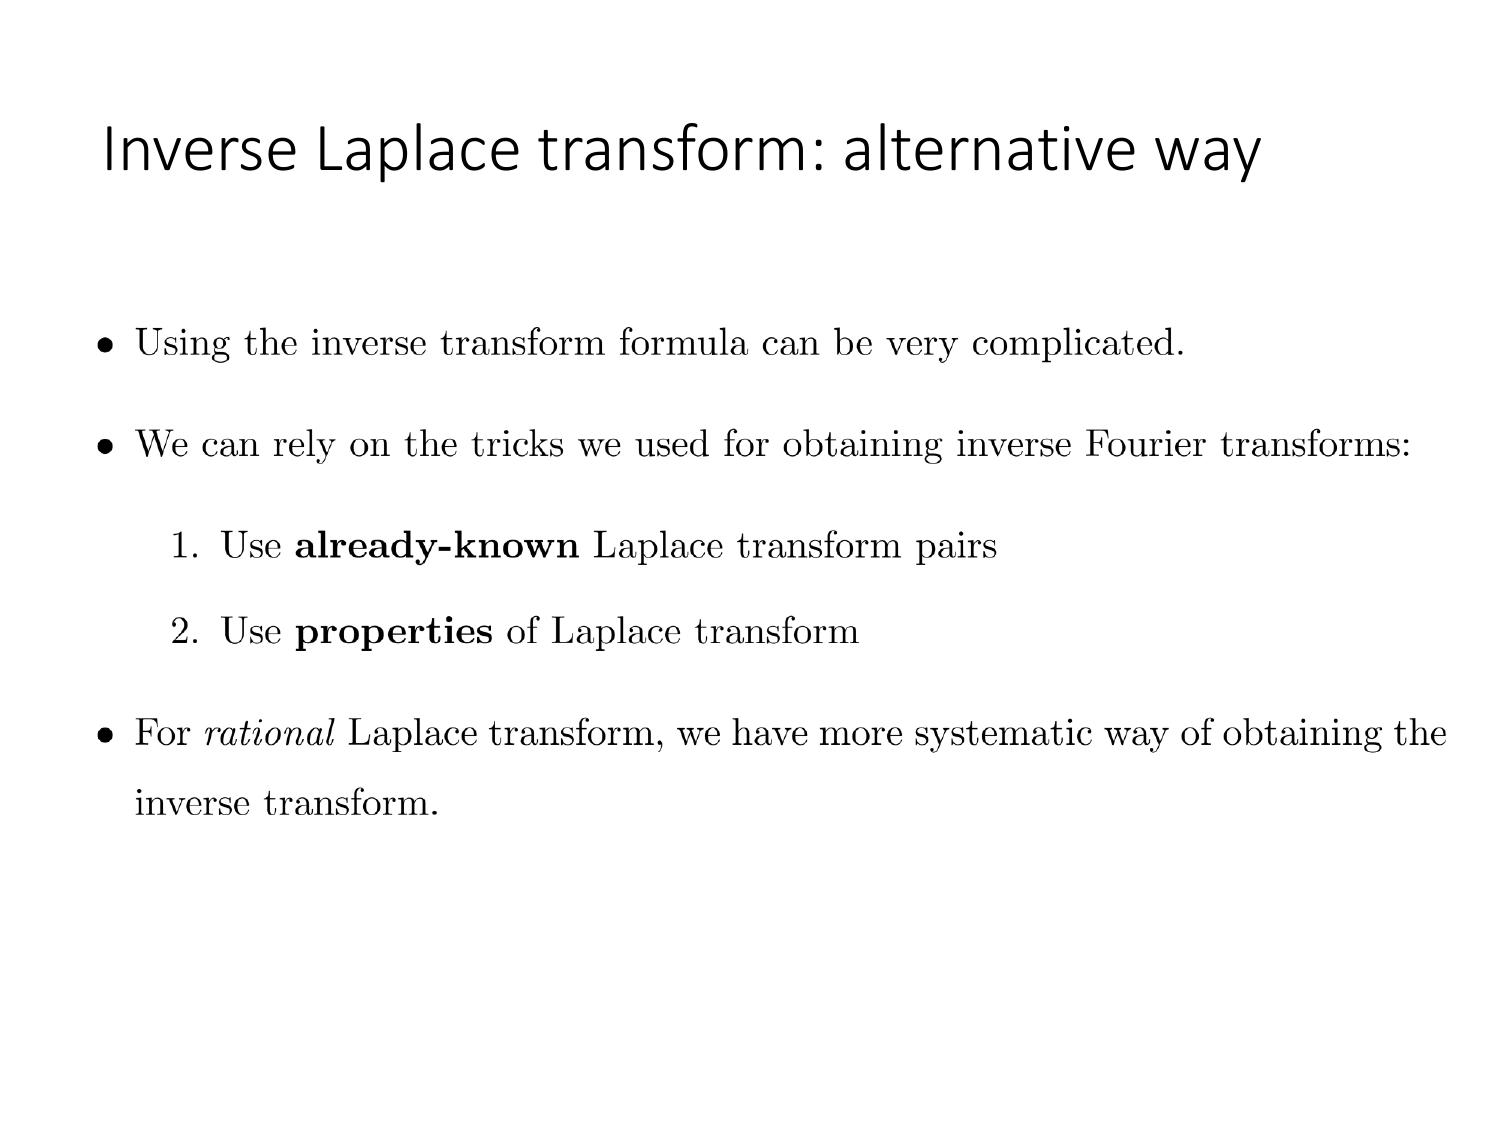 Inverse Laplace transform: alternative way
• Using the inverse transform formula can be very complicated.
• We can rely on the tricks we used for obtaining inverse Fourier transforms:
1. Use already-known Laplace transform pairs
2. Use properties of Laplace transform
• For rational Laplace transform, we have more systematic way of obtaining the
inverse transform.